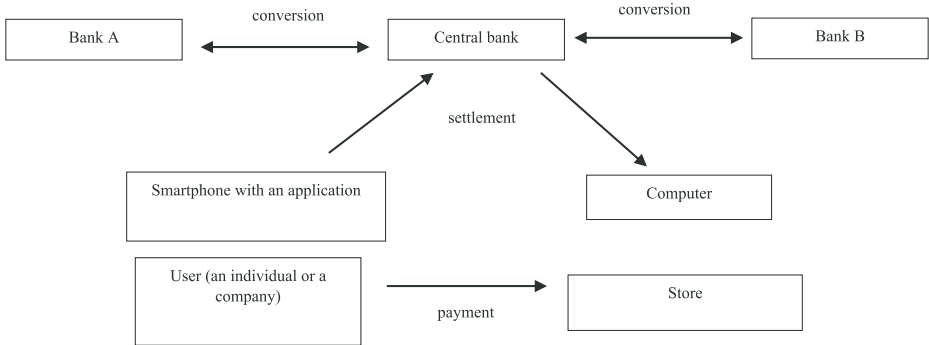 conversion
conversion
Bank A
Central bank
Bank B
settlement
Smartphone with an application
Computer
User (an individual or a
company)
Store
payment